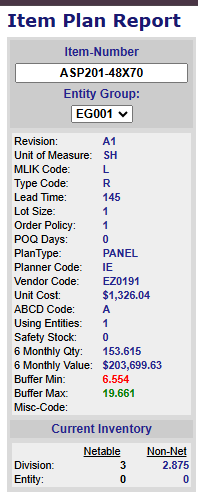 Item Plan Report
Item-Number
ASP201-48X70
Entity Group:
EG001
Revision: A1
Unit of Measure: SH
MLIK Code: L
Type Code: R
Lead Time: 145
Lot Size: 1
Order Policy: 1
POQ Days: 0
PlanType: PANEL
Planner Code: IE
Vendor Code: EZ0191
Unit Cost: $1,326.04
ABCD Code: A
Using Entities: 1
Safety Stock: 0
6 Monthly Qty: 153.615
6 Monthly Value: $203,699.63
Buffer Min: 6.554
Buffer Max: 19.661
Misc-Code:
Current Inventory
Netable Non-Net
Division: 3 2.875
Entity: 0 0